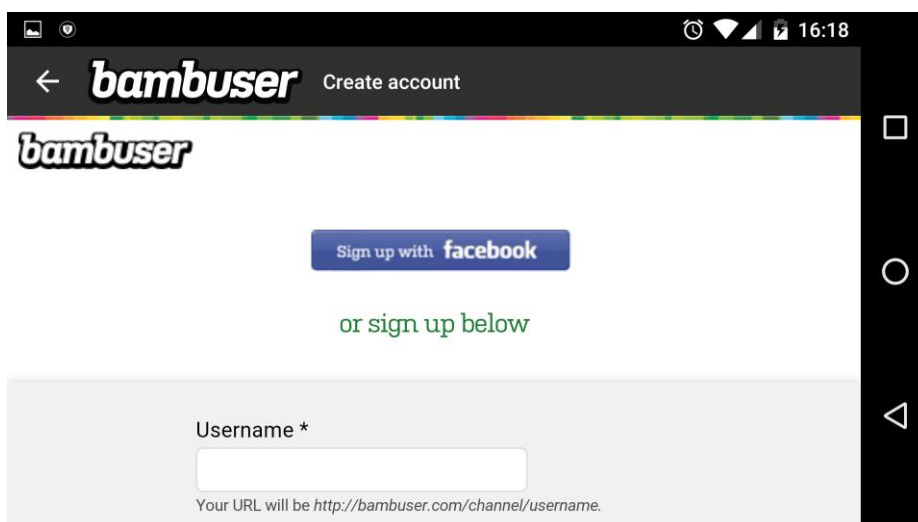 16:18
bambuser Create account
bambuser
Sign up with facebook
or sign up below
Username *
Your URL will be http://bambuser.com/channel/username.